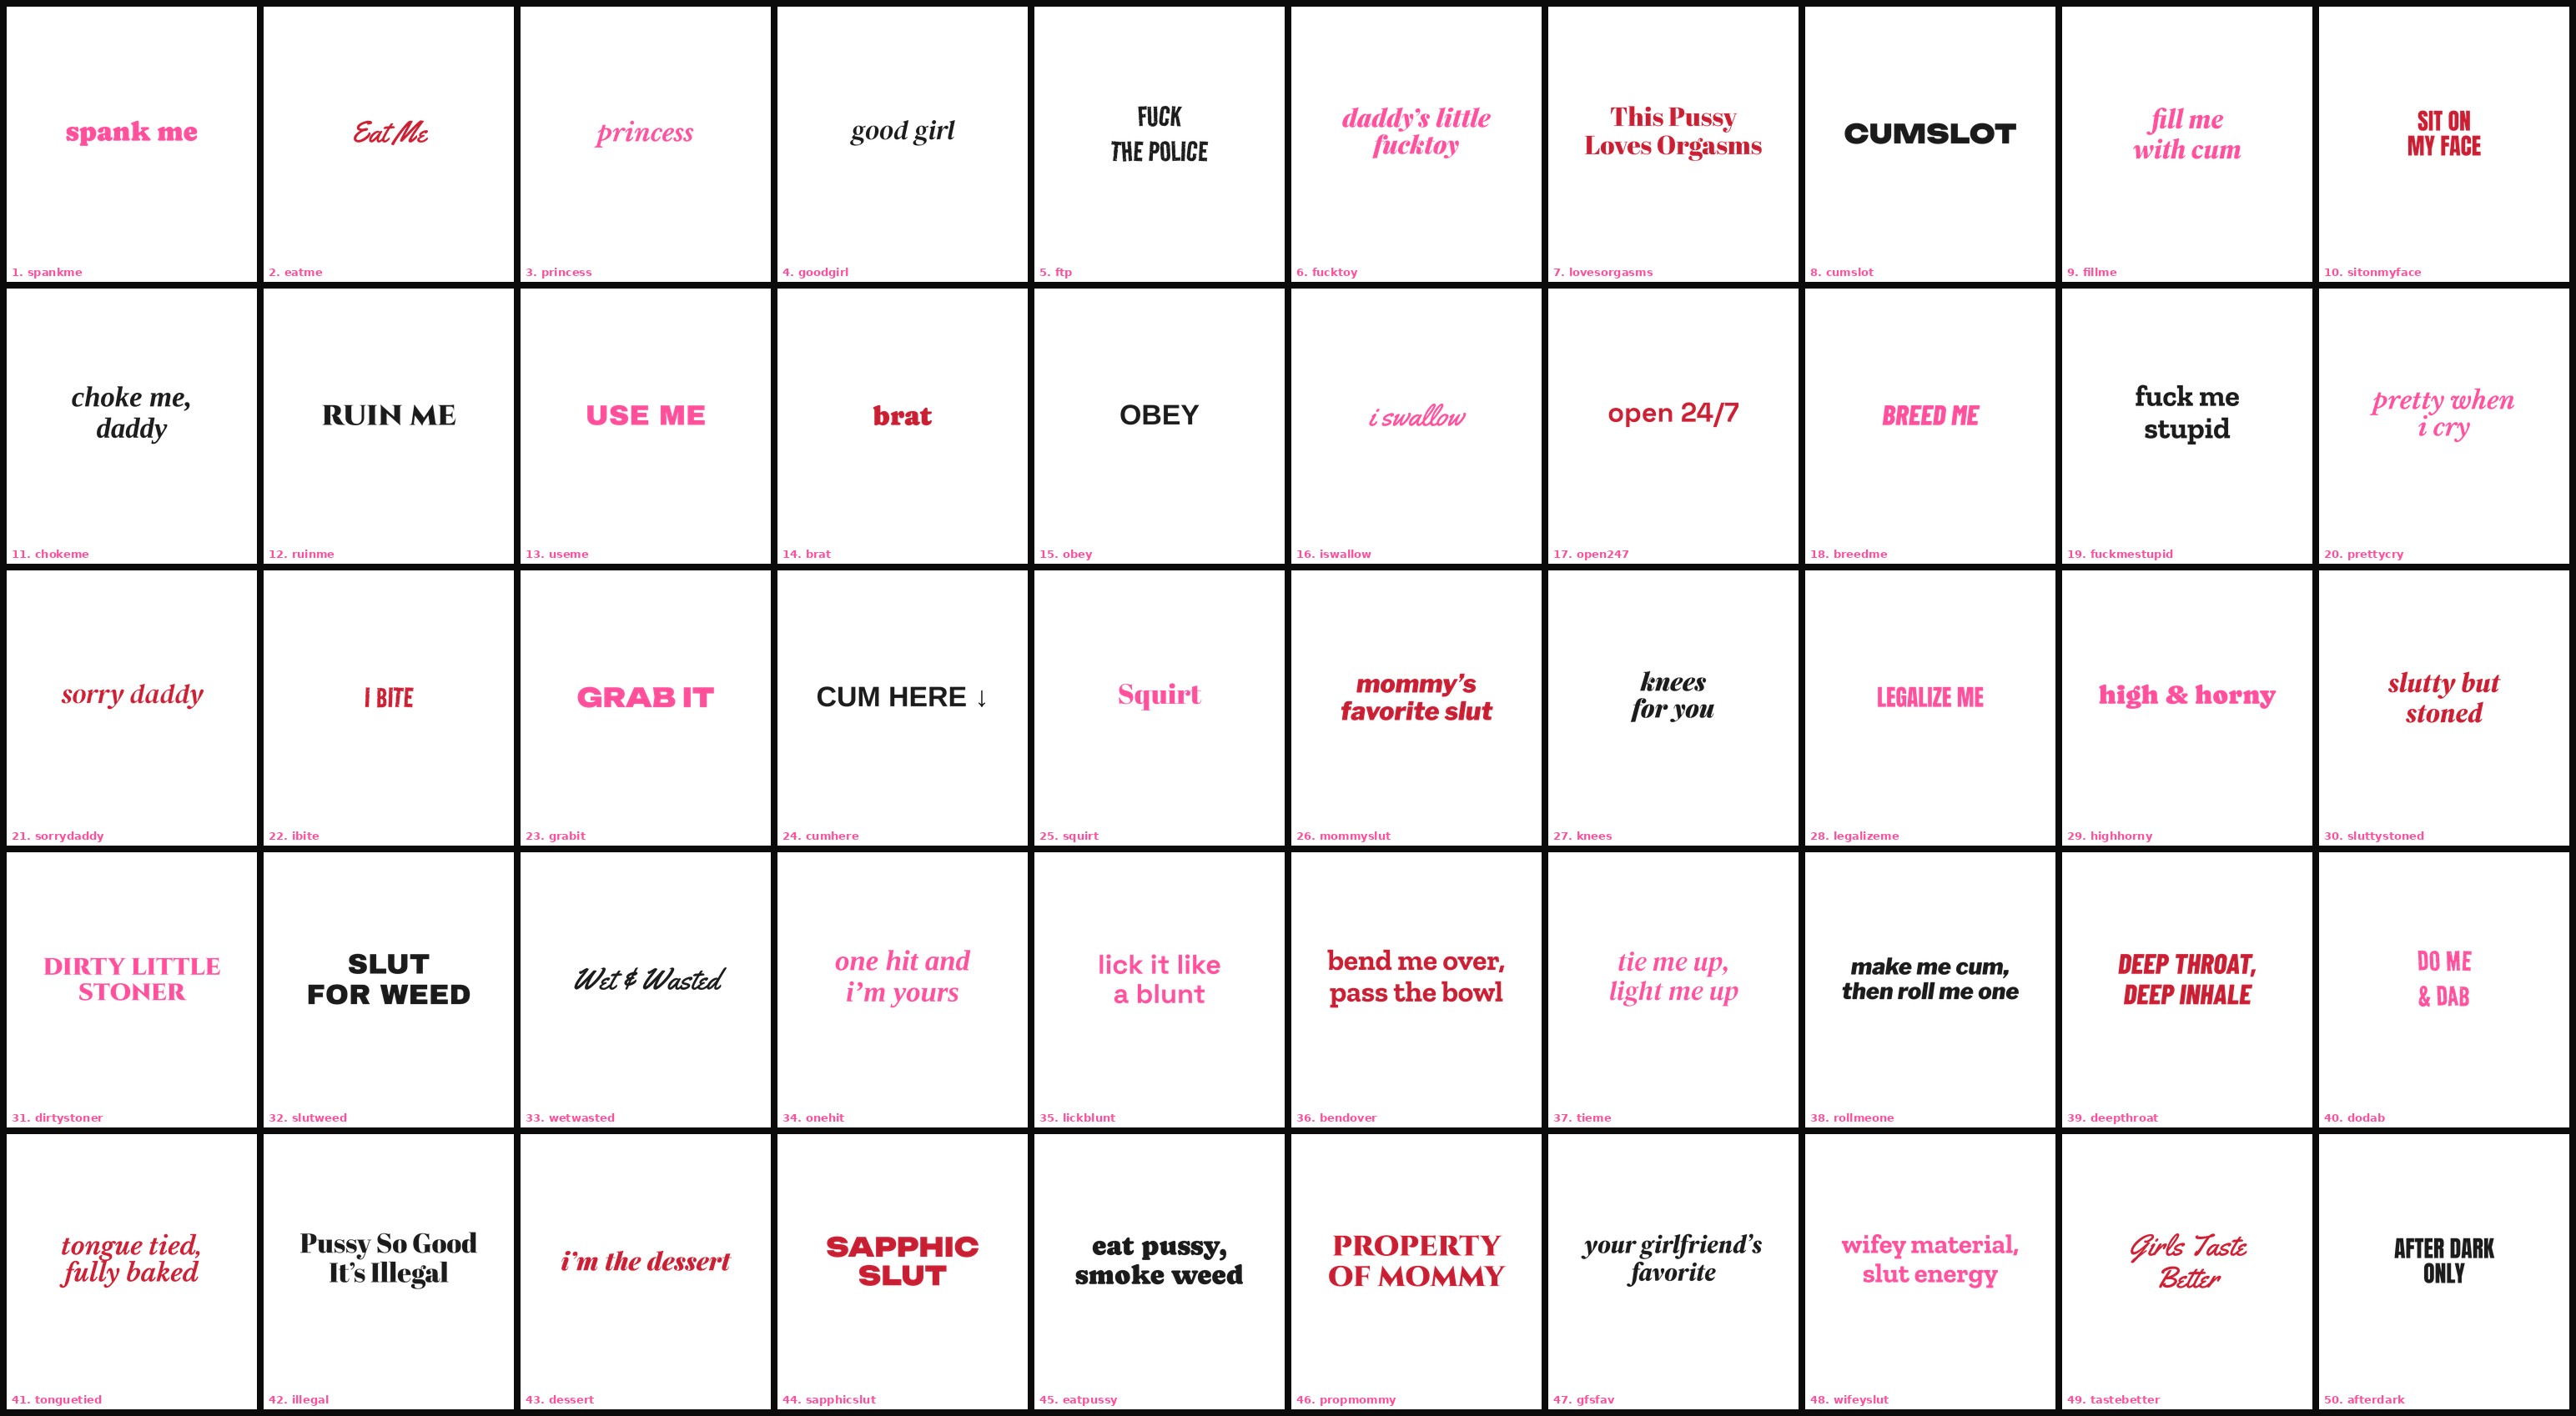 spank me
1. spankme
Eat Me
2. eatme
princess
3. princess
good girl
4. goodgirl
FUCK
THE POLICE
5. ftp
daddy’s little
fucktoy
6. fucktoy
This Pussy
Loves Orgasms
7. lovesorgasms
CUMSLOT
8. cumslot
fill me
with cum
9. fillme
SIT ON
MY FACE
10. sitonmyface
choke me,
daddy
11. chokeme
RUIN ME
12. ruinme
USE ME
13. useme
brat
14. brat
OBEY
15. obey
i swallow
16. iswallow
open 24/7
17. open247
BREED ME
18. breedme
fuck me
stupid
19. fuckmestupid
pretty when
i cry
20. prettycry
sorry daddy
21. sorrydaddy
I BITE
22. ibite
GRAB IT
23. grabit
CUM HERE ↓
24. cumhere
Squirt
25. squirt
mommy’s
favorite slut
26. mommyslut
knees
for you
27. knees
LEGALIZE ME
28. legalizeme
high & horny
29. highhorny
slutty but
stoned
30. sluttystoned
DIRTY LITTLE
STONER
31. dirtystoner
SLUT
FOR WEED
32. slutweed
Wet & Wasted
33. wetwasted
one hit and
i’m yours
34. onehit
lick it like
a blunt
35. lickblunt
bend me over,
pass the bowl
36. bendover
tie me up,
light me up
37. tieme
make me cum,
then roll me one
38. rollmeone
DEEP THROAT,
DEEP INHALE
39. deepthroat
DO ME
& DAB
40. dodab
tongue tied,
fully baked
41. tonguetied
Pussy So Good
It’s Illegal
42. illegal
i’m the dessert
43. dessert
SAPPHIC
SLUT
44. sapphicslut
eat pussy,
smoke weed
45. eatpussy
PROPERTY
OF MOMMY
46. propmommy
your girlfriend’s
favorite
47. gfsfav
wifey material,
slut energy
48. wifeyslut
Girls Taste
Better
49. tastebetter
AFTER DARK
ONLY
50. afterdark